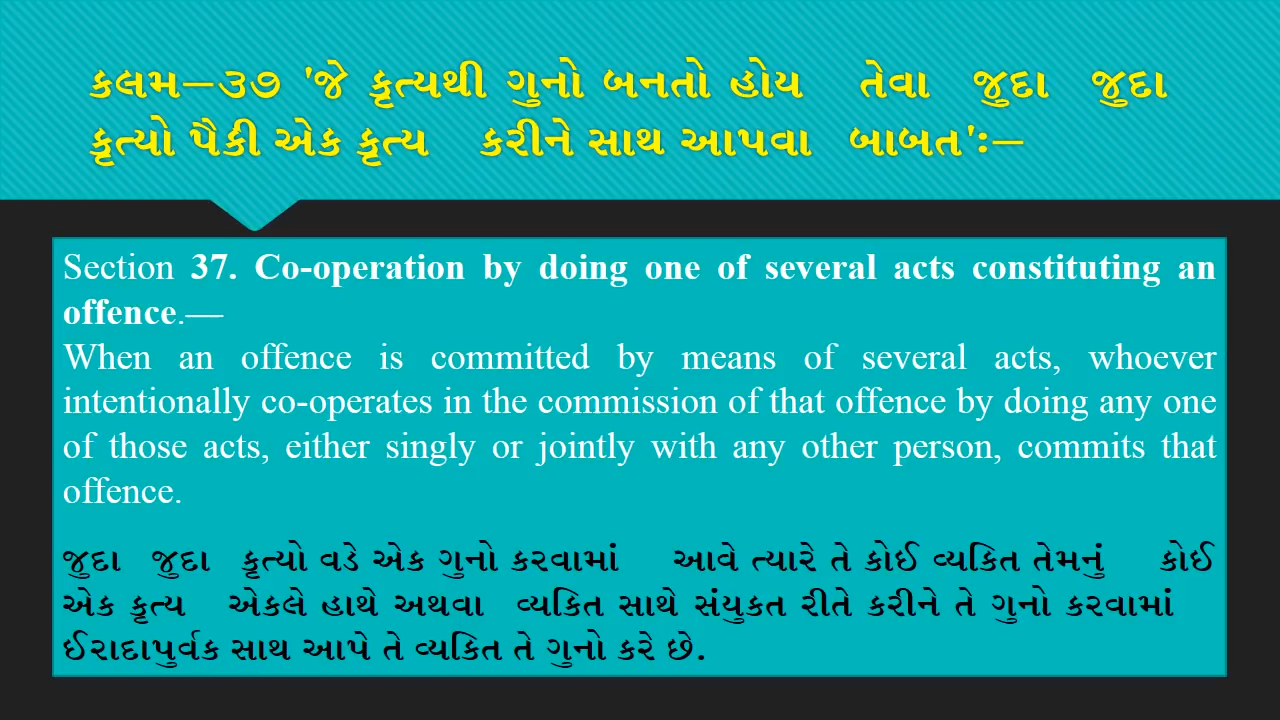 કલમ–૩૭ 'જે કૃત્યથી ગુનો બનતો હોય તેવા જુદા જુદા
કૃત્યો પૈકી એક કૃત્ય કરીને સાથ આપવા બાબત':–
Section 37. Co-operation by doing one of several acts constituting an
offence.—
When an offence is committed by means of several acts, whoever
intentionally co-operates in the commission of that offence by doing any one
of those acts, either singly or jointly with any other person, commits that
offence.
જુદા જુદા કૃત્યો વડે એક ગુનો કરવામાં આવે ત્યારે તે કોઈ વ્યકિત તેમનું કોઈ
એક કૃત્ય એકલે હાથે અથવા વ્યકિત સાથે સંયુકત રીતે કરીને તે ગુનો કરવામાં
ઈરાદાપુર્વક સાથ આપે તે વ્યકિત તે ગુનો કરે છે.